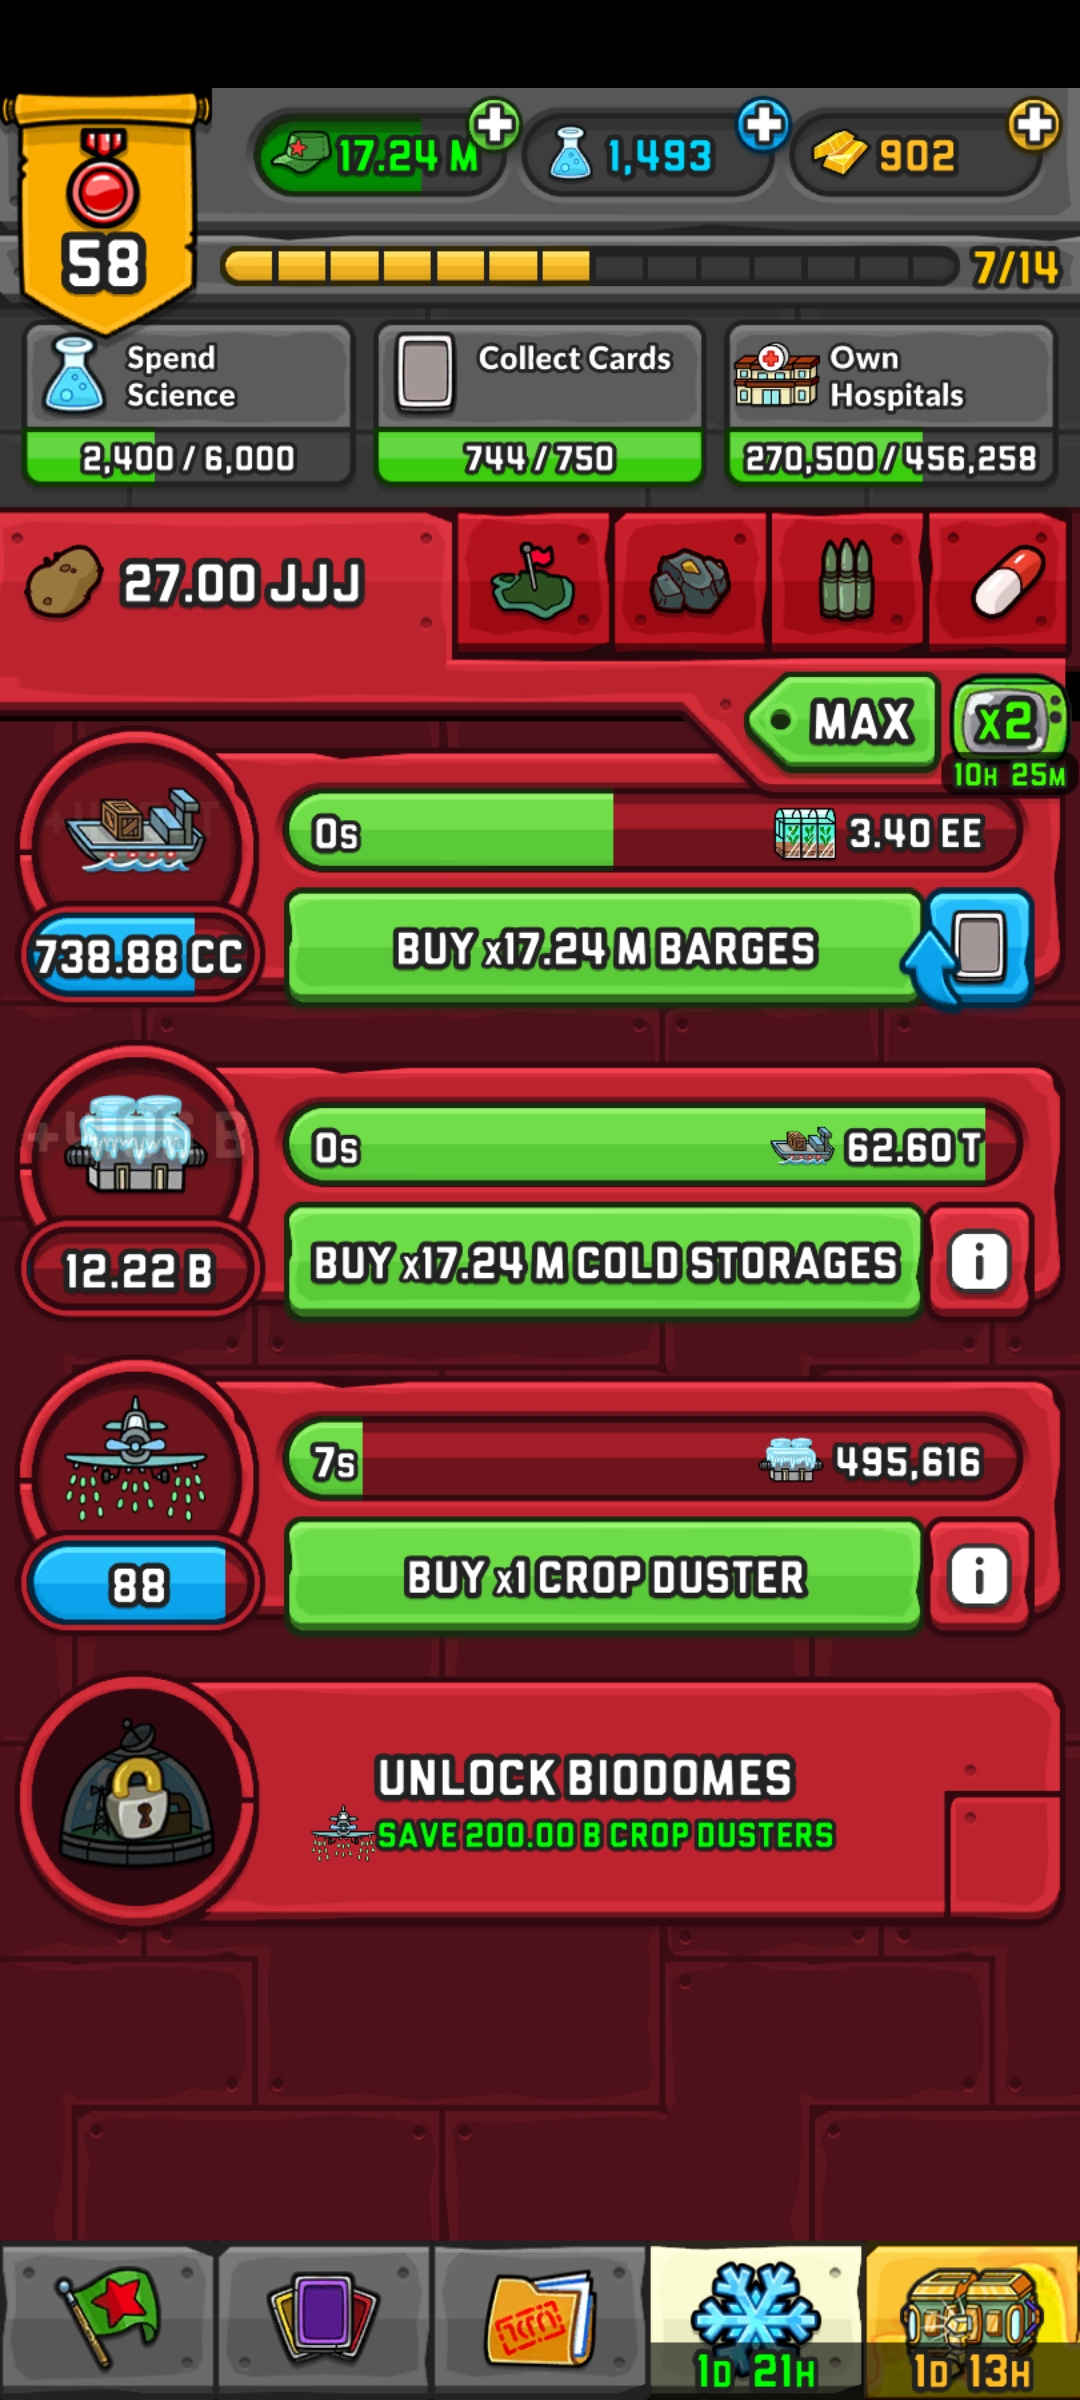 17.24 M
1,493
902
58
7/14
Spend
Science
2,400 / 6,000
Collect Cards
744 / 750
Own
Hospitals
270,500 / 456,258
27.00 JJJ
MAX
x2
10H 25M
0s
3.40 EE
738.88 CC
BUY x17.24 M BARGES
0s
62.60 T
12.22 B
BUY x17.24 M COLD STORAGES
i
7s
495,616
88
BUY x1 CROP DUSTER
i
UNLOCK BIODOMES
SAVE 200.00 B CROP DUSTERS
1D 21H
1D 13H